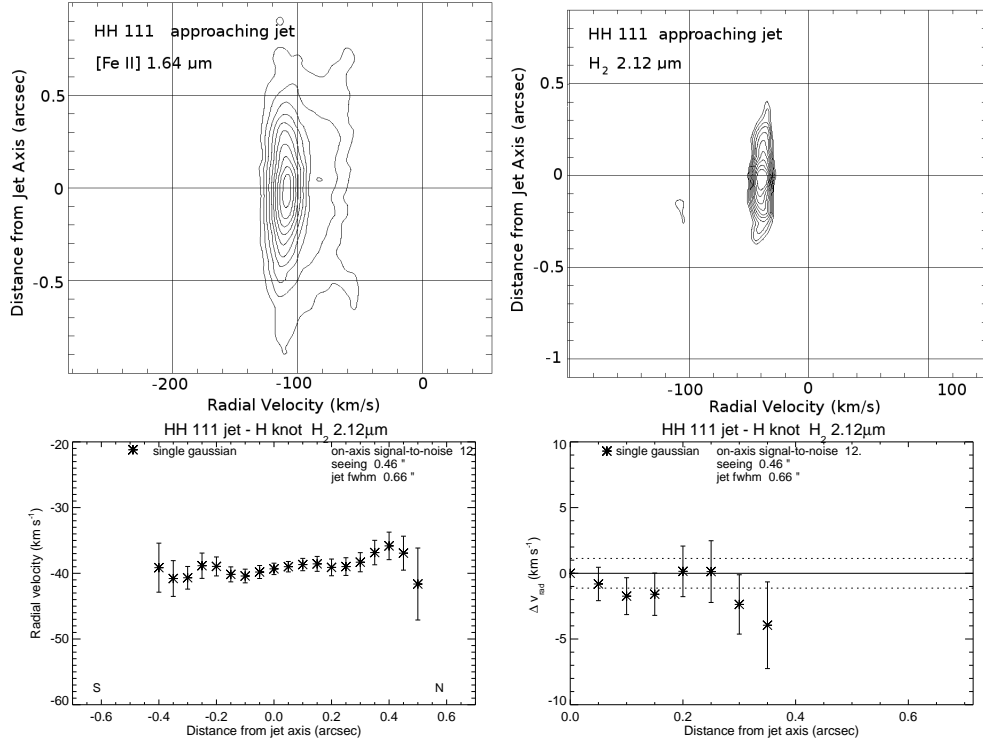 HH 111   approaching jet
[Fe II] 1.64 µm
Distance from Jet Axis (arcsec)
0.5
0
-0.5
-200
-100
0
Radial Velocity (km/s)
HH 111  approaching jet
H2 2.12 µm
Distance from Jet Axis (arcsec)
0.5
0
-0.5
-1
-100
0
100
Radial Velocity (km/s)
HH 111 jet - H knot  H2 2.12µm
single gaussian
on-axis signal-to-noise  12.
seeing  0.46 "
jet fwhm  0.66 "
Radial velocity (km s-1)
-20
-30
-40
-50
-60
S
N
-0.6
-0.4
-0.2
0.0
0.2
0.4
0.6
Distance from jet axis (arcsec)
HH 111 jet - H knot  H2 2.12µm
single gaussian
on-axis signal-to-noise  12.
seeing  0.46 "
jet fwhm  0.66 "
Δ vrad (km s-1)
10
5
0
-5
-10
0.0
0.2
0.4
0.6
Distance from jet axis (arcsec)